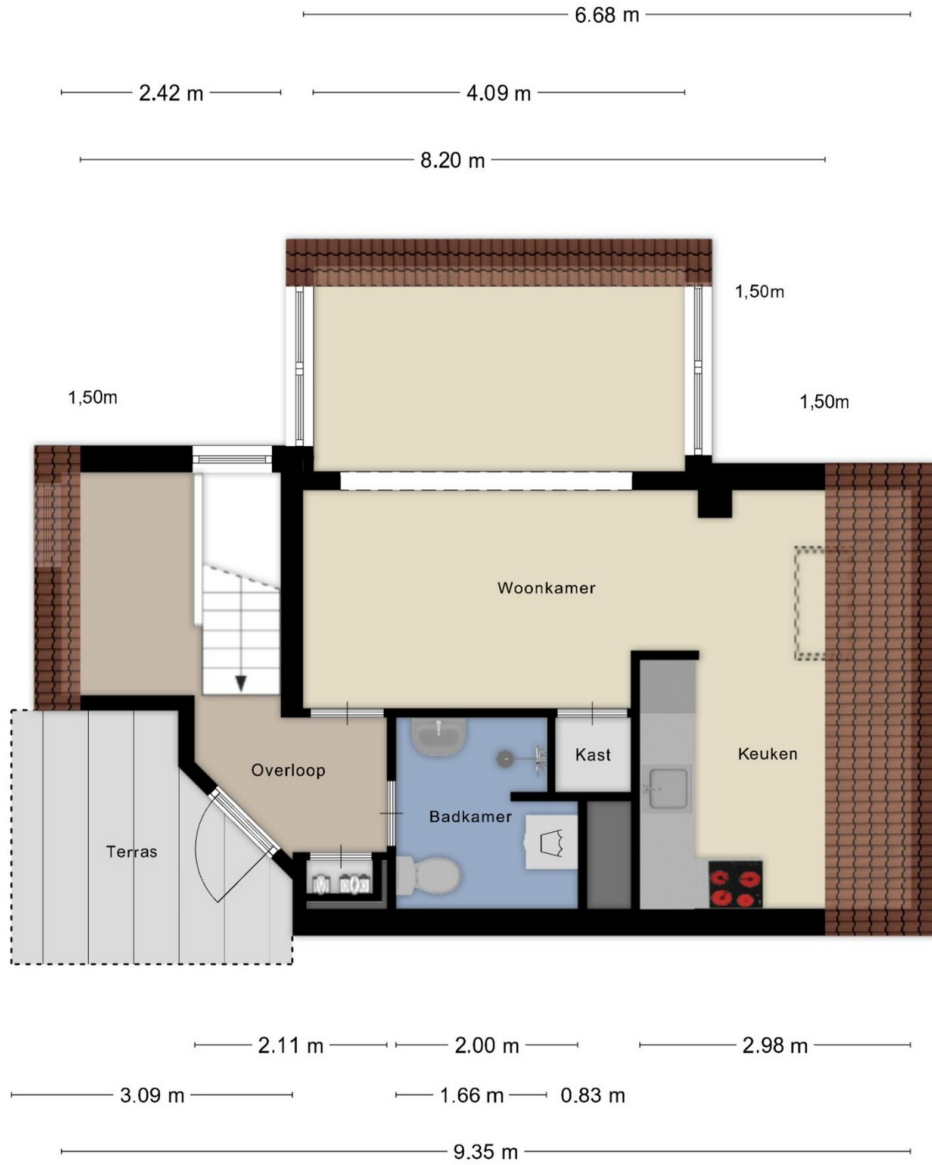 6.68 m
2.42 m
4.09 m
8.20 m
1,50m
1,50m
1,50m
Woonkamer
Kast
Keuken
Overloop
Badkamer
Terras
2.11 m
2.00 m
2.98 m
3.09 m
1.66 m
0.83 m
9.35 m